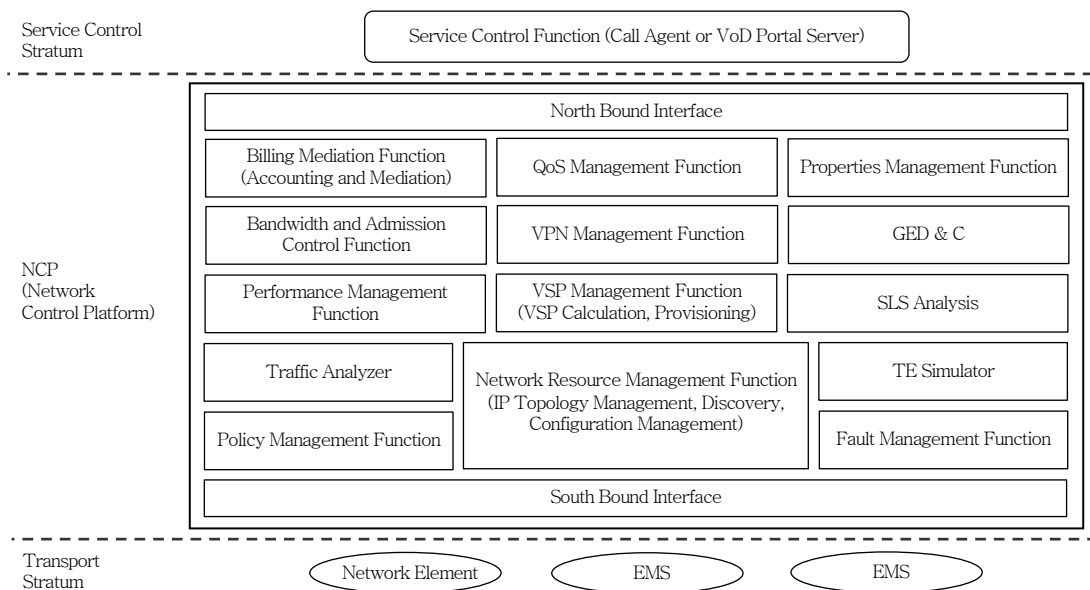 Service Control
Stratum
Service Control Function (Call Agent or VoD Portal Server)
NCP
(Network
Control Platform)
North Bound Interface
Billing Mediation Function
(Accounting and Mediation)
QoS Management Function
Properties Management Function
Bandwidth and Admission
Control Function
VPN Management Function
GED & C
Performance Management
Function
VSP Management Function
(VSP Calculation, Provisioning)
SLS Analysis
Traffic Analyzer
Network Resource Management Function
(IP Topology Management, Discovery,
Configuration Management)
TE Simulator
Policy Management Function
Fault Management Function
South Bound Interface
Transport
Stratum
Network Element
EMS
EMS